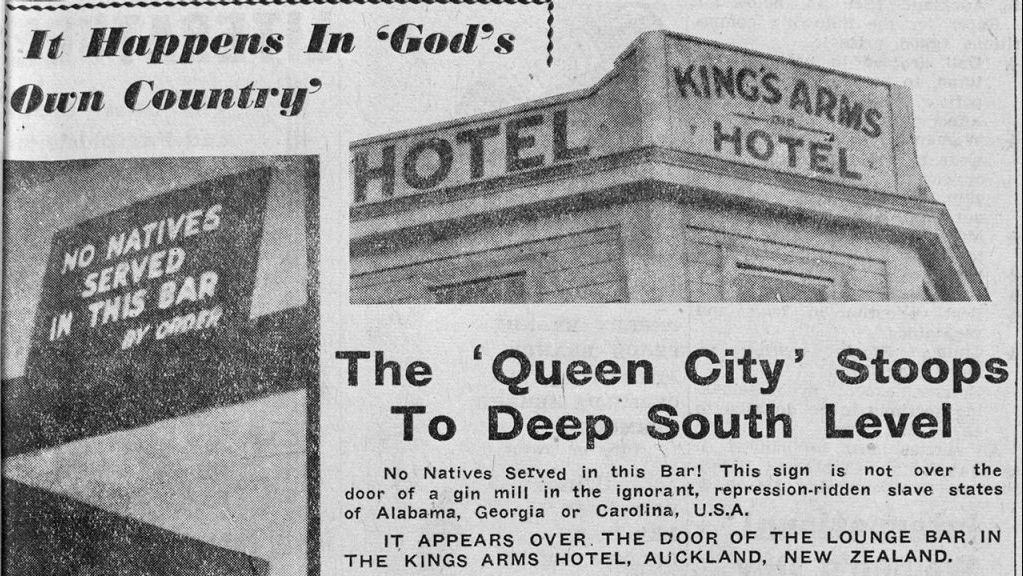 It Happens In ‘God's
Own Country’
HOTEL
KING'S ARMS
HOTEL
NO NATIVES
SERVED
IN THIS BAR
BY ORDER
The ‘Queen City’ Stoops
To Deep South Level
No Natives Served in this Bar! This sign is not over the
door of a gin mill in the ignorant, repression-ridden slave states
of Alabama, Georgia or Carolina, U.S.A.
IT APPEARS OVER THE DOOR OF THE LOUNGE BAR IN
THE KINGS ARMS HOTEL, AUCKLAND, NEW ZEALAND.